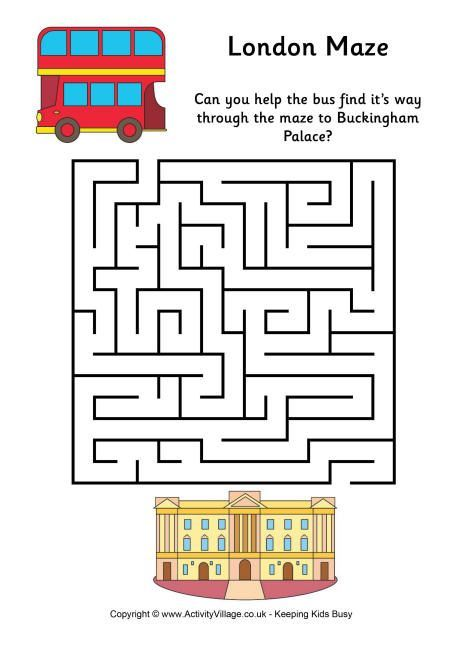 London Maze
Can you help the bus find it's way
through the maze to Buckingham
Palace?
Copyright © www.ActivityVillage.co.uk - Keeping Kids Busy